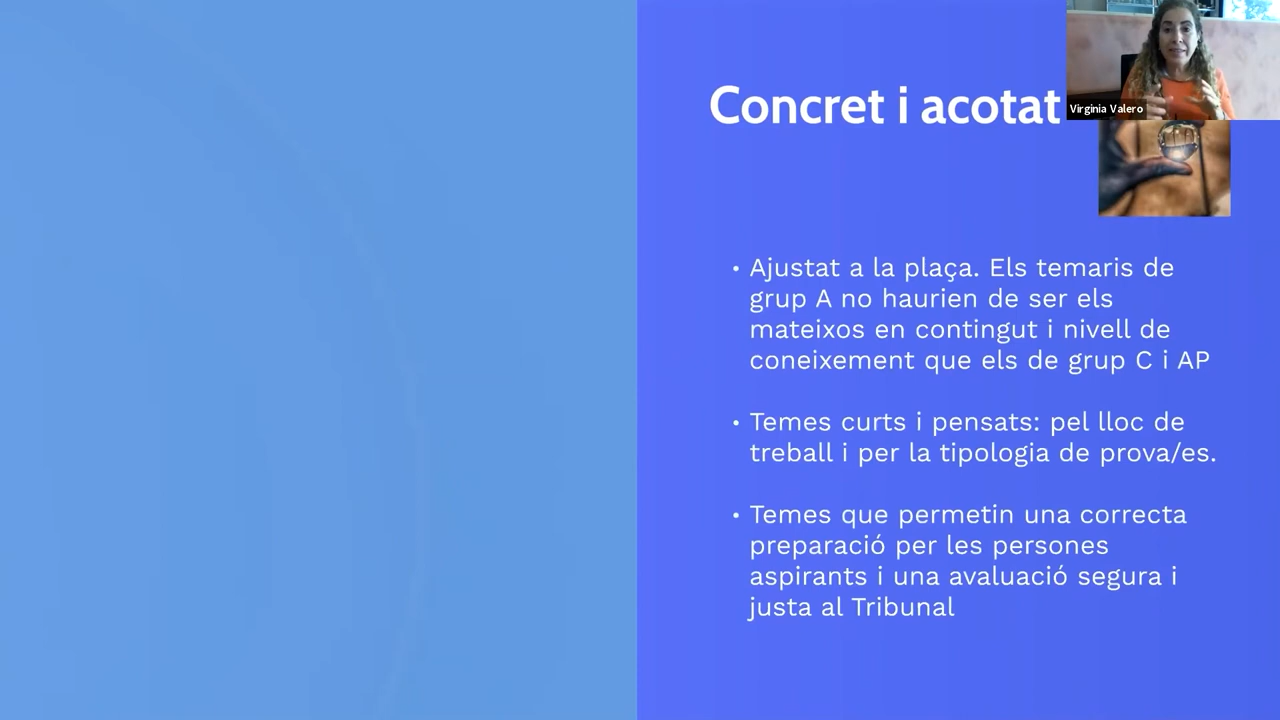 Concret i acotat
Virginia Valero
• Ajustat a la plaça. Els temaris de
grup A no haurien de ser els
mateixos en contingut i nivell de
coneixement que els de grup C i AP
• Temes curts i pensats: pel lloc de
treball i per la tipologia de prova/es.
• Temes que permetin una correcta
preparació per les persones
aspirants i una avaluació segura i
justa al Tribunal